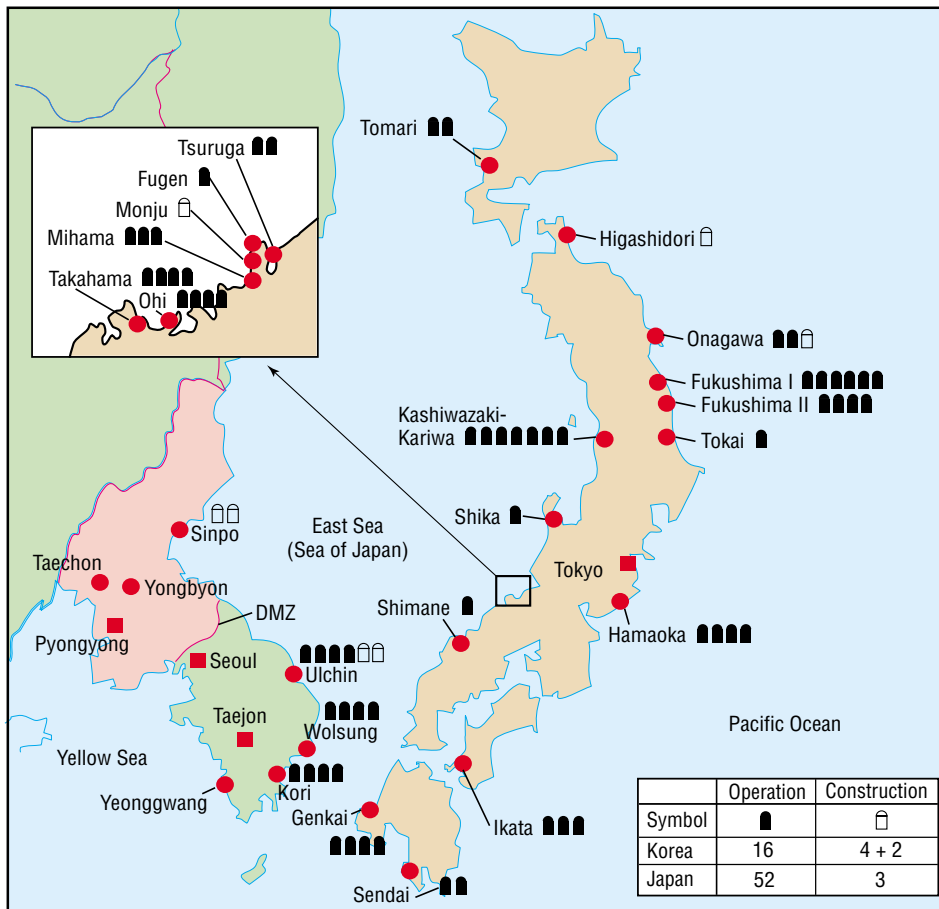 Tsuruga
Fugen
Monju
Mihama
Takahama
Ohi
Tomari
Higashidori
Onagawa
Fukushima I
Fukushima II
Kashiwazaki-
Kariwa
Tokai
Shika
East Sea
(Sea of Japan)
Sinpo
Taechon
Yongbyon
Tokyo
DMZ
Shimane
Hamaoka
Pyongyong
Seoul
Ulchin
Taejon
Wolsung
Pacific Ocean
Yellow Sea
Kori
Yeonggwang
Genkai
Ikata
Sendai
Operation Construction
Symbol
Korea 16 4 + 2
Japan 52 3